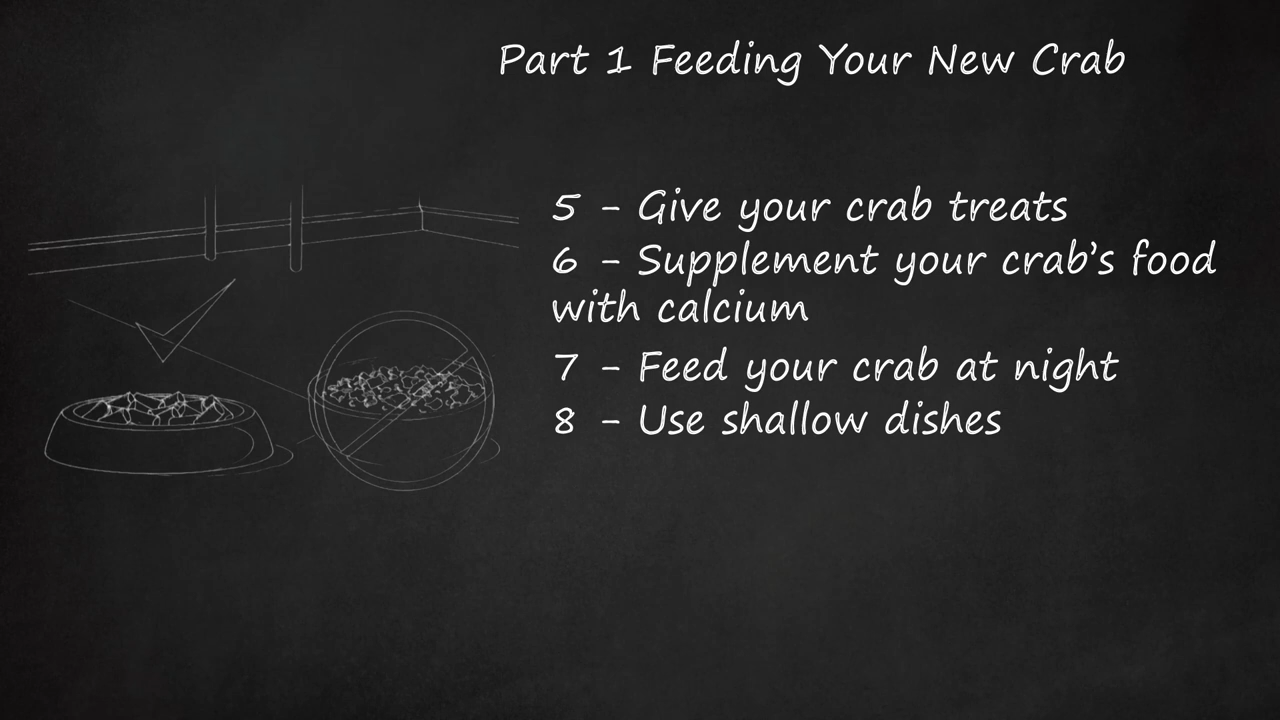 Part 1 Feeding Your New Crab
5 - Give your crab treats
6 - Supplement your crab’s food
with calcium
7 - Feed your crab at night
8 - Use shallow dishes